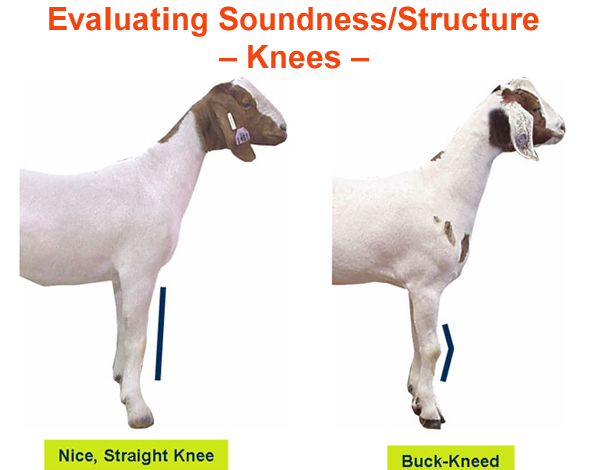 Evaluating Soundness/Structure
– Knees –
Nice, Straight Knee
Buck-Kneed